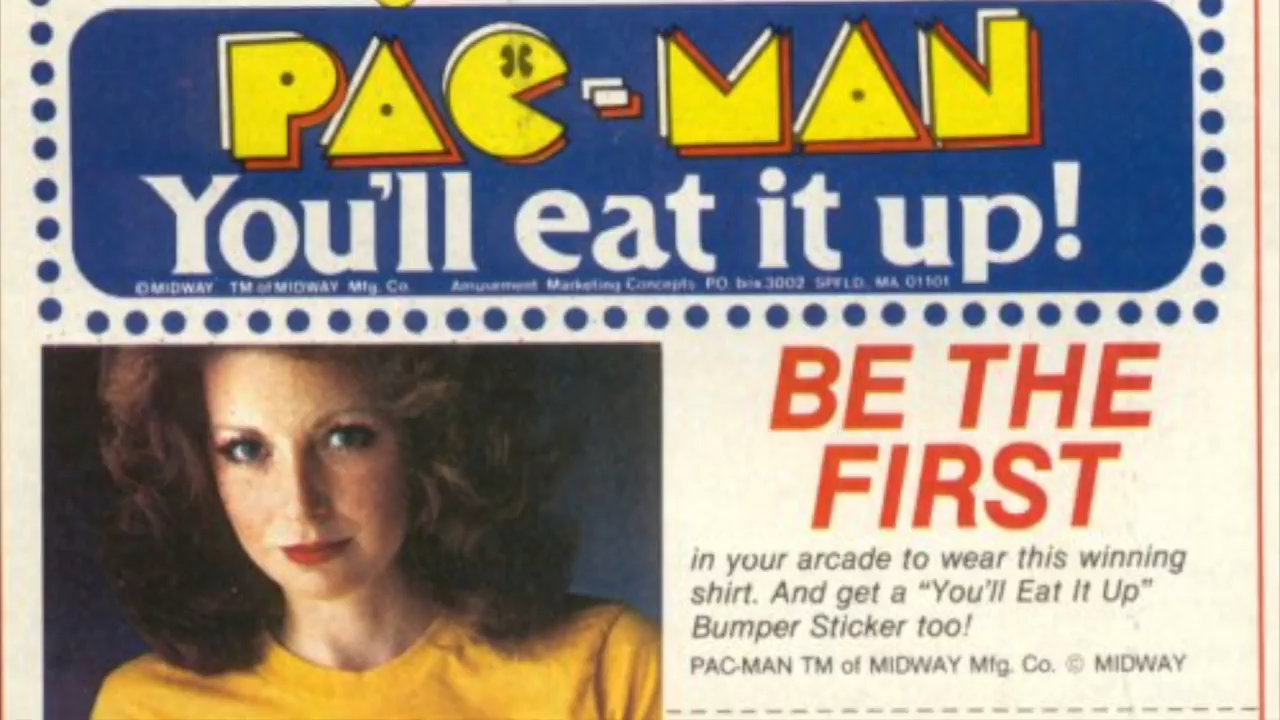 PAC-MAN
You'll eat it up!
©MIDWAY TM of MIDWAY Mfg. Co. Amusement Marketing Concepts PO box 3002 SPFLD. MA 01101
BE THE
FIRST
in your arcade to wear this winning
shirt. And get a “You'll Eat It Up”
Bumper Sticker too!
PAC-MAN TM of MIDWAY Mfg. Co. © MIDWAY